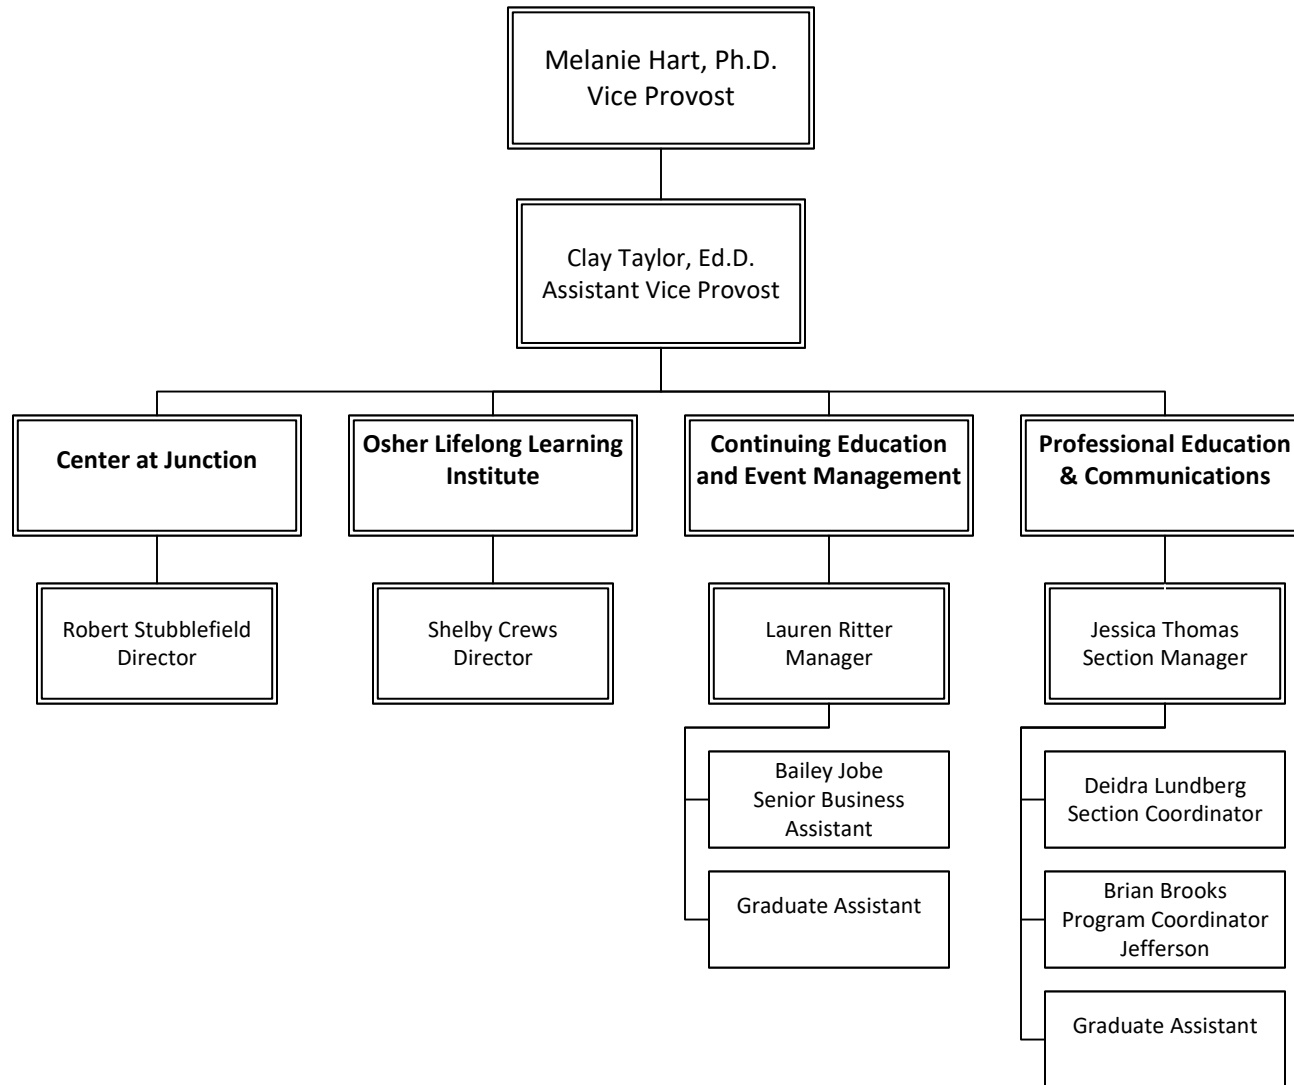 Melanie Hart, Ph.D.
Vice Provost
Clay Taylor, Ed.D.
Assistant Vice Provost
Center at Junction
Osher Lifelong Learning
Institute
Continuing Education
and Event Management
Professional Education
& Communications
Robert Stubblefield
Director
Shelby Crews
Director
Lauren Ritter
Manager
Jessica Thomas
Section Manager
Bailey Jobe
Senior Business
Assistant
Graduate Assistant
Deidra Lundberg
Section Coordinator
Brian Brooks
Program Coordinator
Jefferson
Graduate Assistant